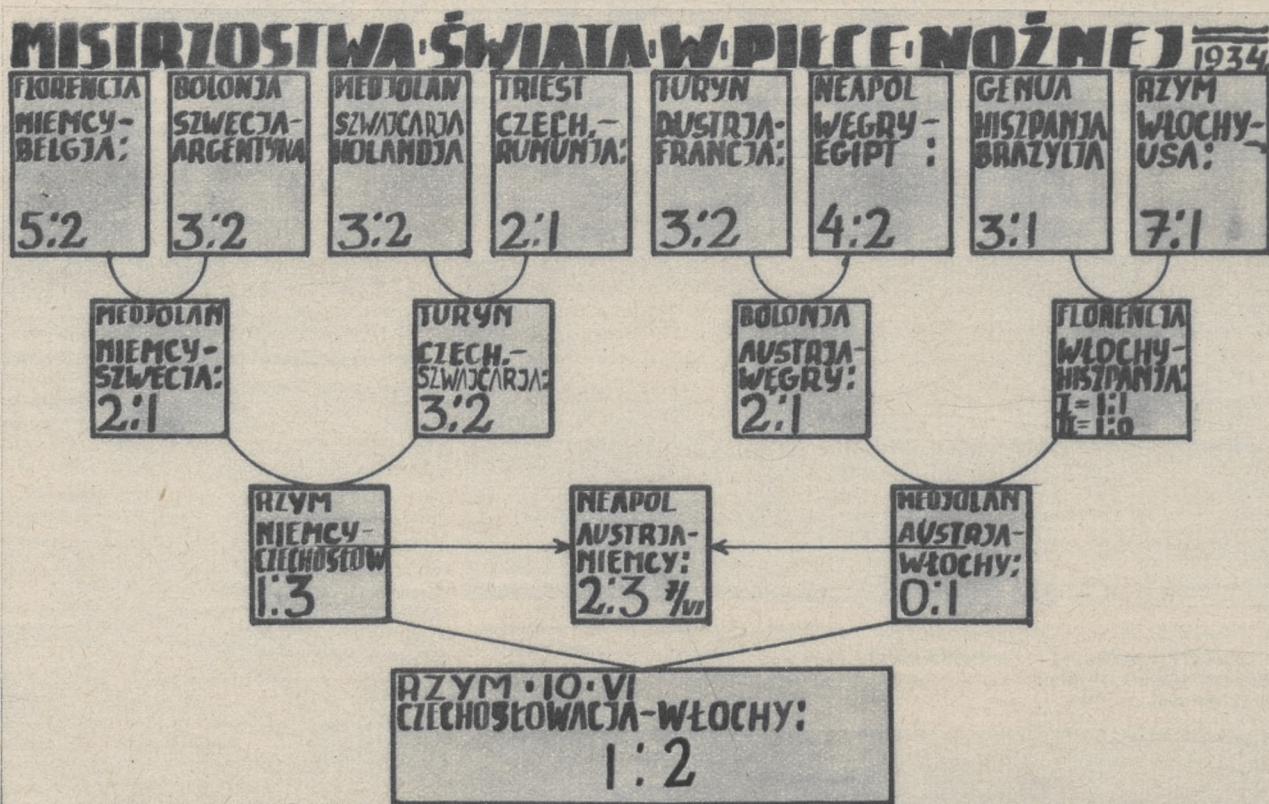 MISTRZOSTWA·ŚWIATA·W·PIŁCE·NOŻNEJ 1934
FLORENCJA
NIEMCY-
BELGJA:
5:2
BOLONJA
SZWECJA-
ARGENTYNA
3:2
MEDJOLAN
SZWAJCARJA
HOLANDJA
3:2
TRIEST
CZECH.-
RUMUNJA:
2:1
TURYN
AUSTRJA-
FRANCJA:
3:2
NEAPOL
WĘGRY-
EGIPT :
4:2
GENUA
HISZPANJA
BRAZYLJA
3:1
RZYM
WŁOCHY-
USA:
7:1
MEDJOLAN
NIEMCY-
SZWECJA:
2:1
TURYN
CZECH.-
SZWAJCARJA:
3:2
BOLONJA
AUSTRJA-
WĘGRY:
2:1
FLORENCJA
WŁOCHY-
HISZPANJA:
I=1:1
II=1:0
RZYM
NIEMCY-
CZECHOSŁOW
1:3
NEAPOL
AUSTRJA-
NIEMCY:
2:3 7/VI
MEDJOLAN
AUSTRJA-
WŁOCHY:
0:1
RZYM·10·VI
CZECHOSŁOWACJA-WŁOCHY:
1:2